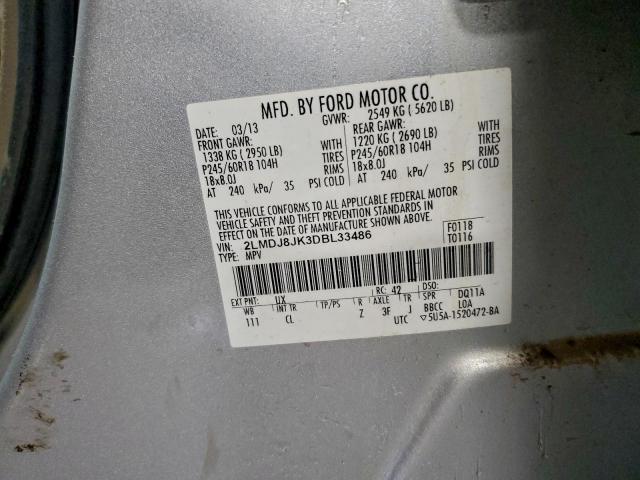 MFD. BY FORD MOTOR CO.
DATE: 03/13 GVWR: 2549 KG ( 5620 LB)
FRONT GAWR: REAR GAWR:
1338 KG ( 2950 LB) WITH 1220 KG ( 2690 LB) WITH
P245/60R18 104H TIRES P245/60R18 104H TIRES
18x8.0J RIMS 18x8.0J RIMS
AT 240 kPa/ 35 PSI COLD AT 240 kPa/ 35 PSI COLD
THIS VEHICLE CONFORMS TO ALL APPLICABLE FEDERAL MOTOR
VEHICLE SAFETY AND THEFT PREVENTION STANDARDS IN
EFFECT ON THE DATE OF MANUFACTURE SHOWN ABOVE.
VIN: 2LMDJ8JK3DBL33486 F0118
TYPE: MPV T0116
EXT PNT: UX RC: 42 DSO:
WB INT TR TP/PS R AXLE TR SPR DQ11A
111 CL Z 3F J BBCC LOA
UTC ▽5U5A-1520472-BA